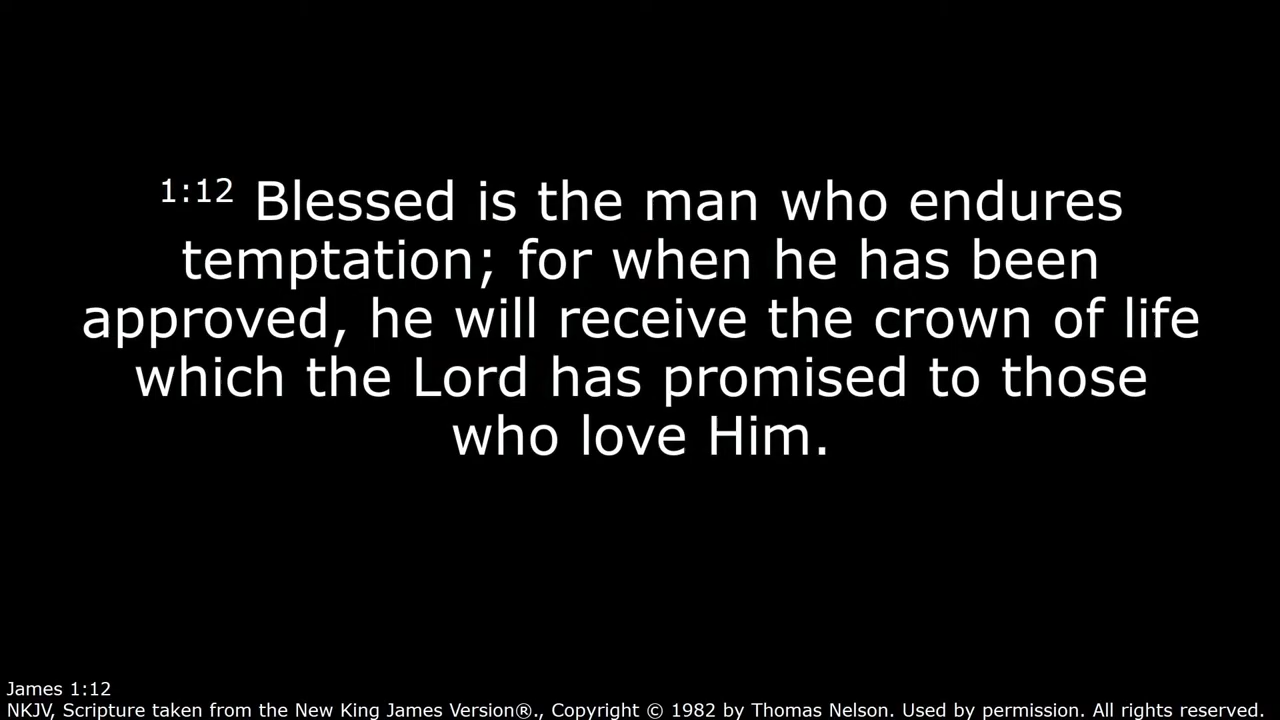 1:12 Blessed is the man who endures
temptation; for when he has been
approved, he will receive the crown of life
which the Lord has promised to those
who love Him.
James 1:12
NKJV, Scripture taken from the New King James Version®., Copyright © 1982 by Thomas Nelson. Used by permission. All rights reserved.